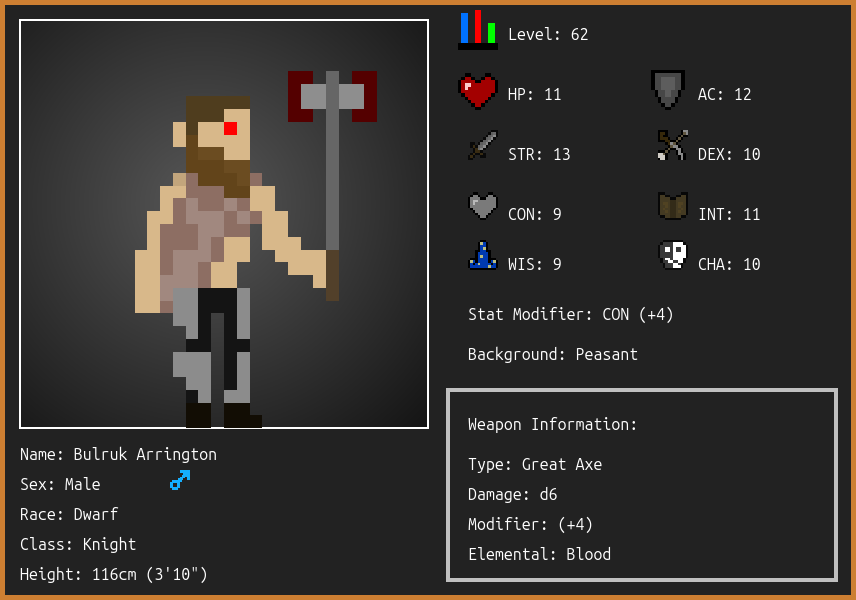 Level: 62
HP: 11
AC: 12
STR: 13
DEX: 10
CON: 9
INT: 11
WIS: 9
CHA: 10
Stat Modifier: CON (+4)
Background: Peasant
Weapon Information:
Type: Great Axe
Damage: d6
Modifier: (+4)
Elemental: Blood
Name: Bulruk Arrington
Sex: Male
Race: Dwarf
Class: Knight
Height: 116cm (3'10")